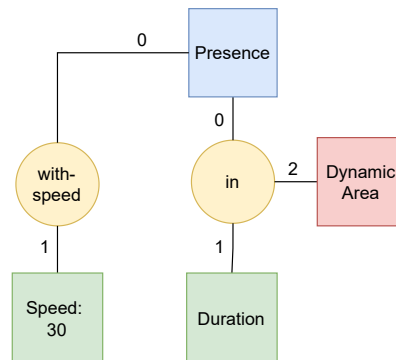 0
Presence
0
with-
speed
in
2
Dynamic
Area
1
1
Speed:
30
Duration